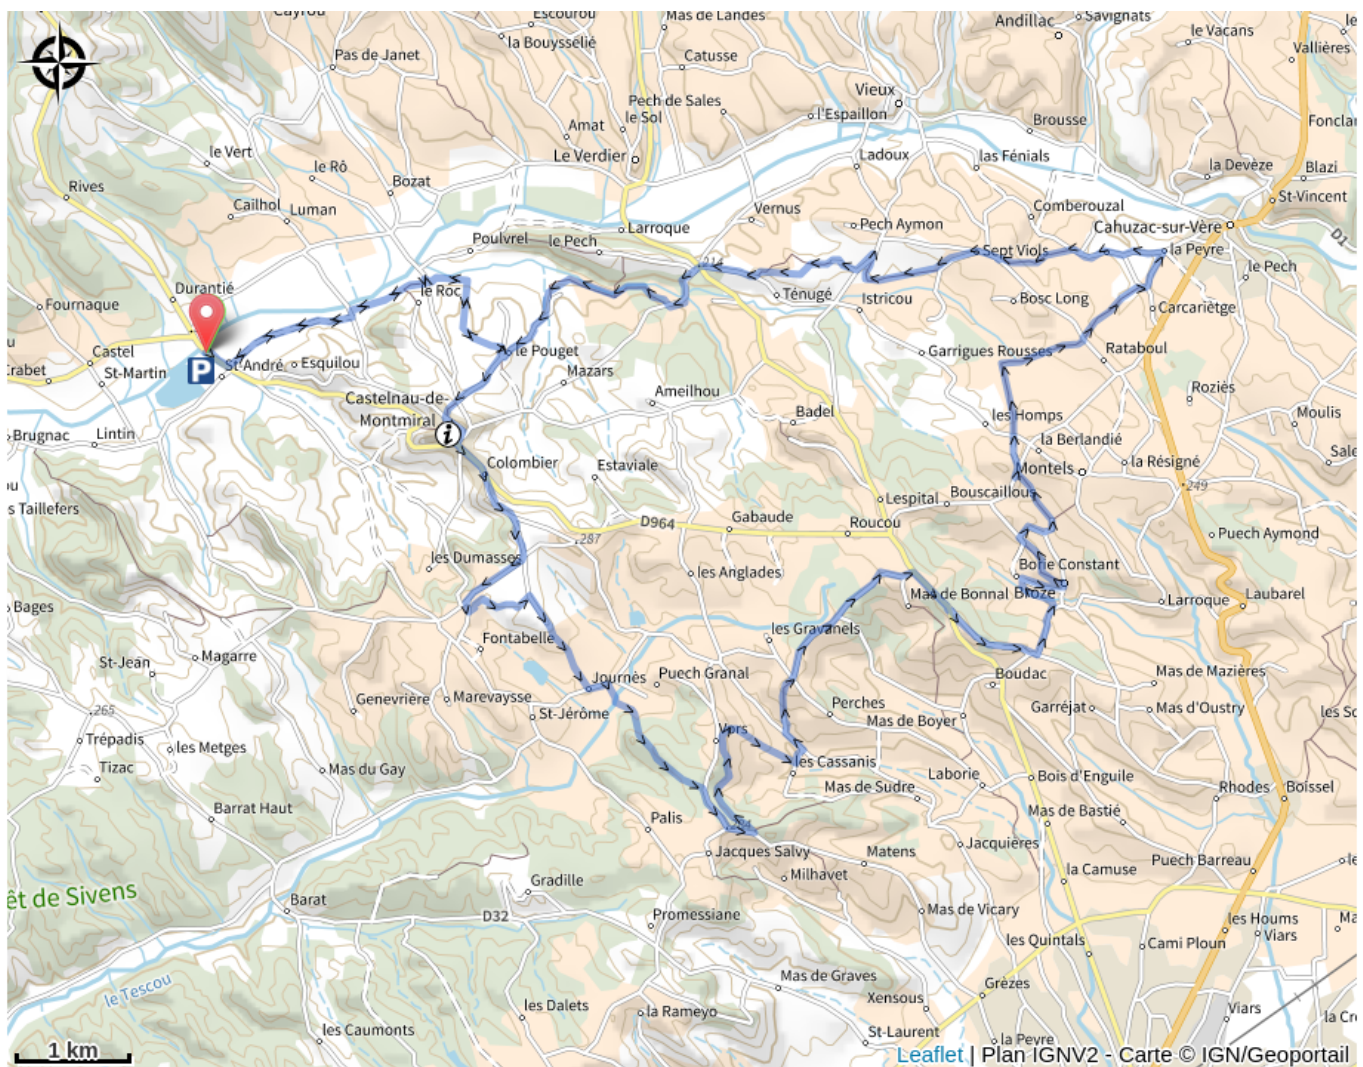 Cayrou
Escourou
Mas de Landes
Andillac
Savignats
la Bouyssélié
le Vacans
Pas de Janet
Catusse
Vallières
Vieux
Pech de Sales
le Sol
l'Espaillon
Brousse
Amat
le Vert
Le Verdier
Ladoux
las Fénials
la Devèze
Blazi
le Rô
Rives
Bozat
St-Vincent
Cailhol
Luman
Vernus
Comberouzal
Pech Aymon
Cahuzac-sur-Vère
Larroque
D1
Poulvrel
le Pech
Sept Viols
la Peyre
214
le Pech
Durantié
le Roc
Ténugé
Istricou
Bosc Long
Fournaque
Carcariètge
Castel
St-André
Esquilou
le Pouget
Garrigues Rousses
Rataboul
P
St-Martin
Mazars
Crabet
Roziès
Castelnau-de-
Montmiral
Ameilhou
Badel
les Homps
Moulis
i
Brugnac
Lintin
la Berlandié
Colombier
Estaviale
Montels
la Résigné
249
Bouscaillous
Lespital
s Taillefers
D964
Gabaude
Roucou
287
Puech Aymond
les Dumasses
les Anglades
Boñe Constant
Mas de Bonnal
Broze
Larroque
Laubarel
Bages
les Gravanels
Fontabelle
St-Jean
Magarre
Journès
Puech Granal
Boudac
Mas de Mazières
Genevrière
Marevaysse
Perches
Garréjat
Mas d'Oustry
265
St-Jérôme
Mas de Boyer
Trépadis
les Metges
Vors
Tizac
Mas du Gay
les Cassanis
Laborie
Bois d'Enguile
Mas de Sudre
Rhodes
Boissel
Barrat Haut
Mas de Bastié
Palis
Jacquières
Jacques Salvy
Matens
Puech Barreau
Milhavet
la Camuse
êt de Sivens
Gradille
Barat
D32
Promessiane
Mas de Vicary
les Houms
Viars
les Quintals
Cami Ploun
Mas de Graves
Grèzes
le Tescou
Xensous
les Dalets
la Rameyo
Viars
les Caumonts
St-Laurent
la Peyre
1 km
Leaflet | Plan IGNV2 - Carte © IGN/Geoportail